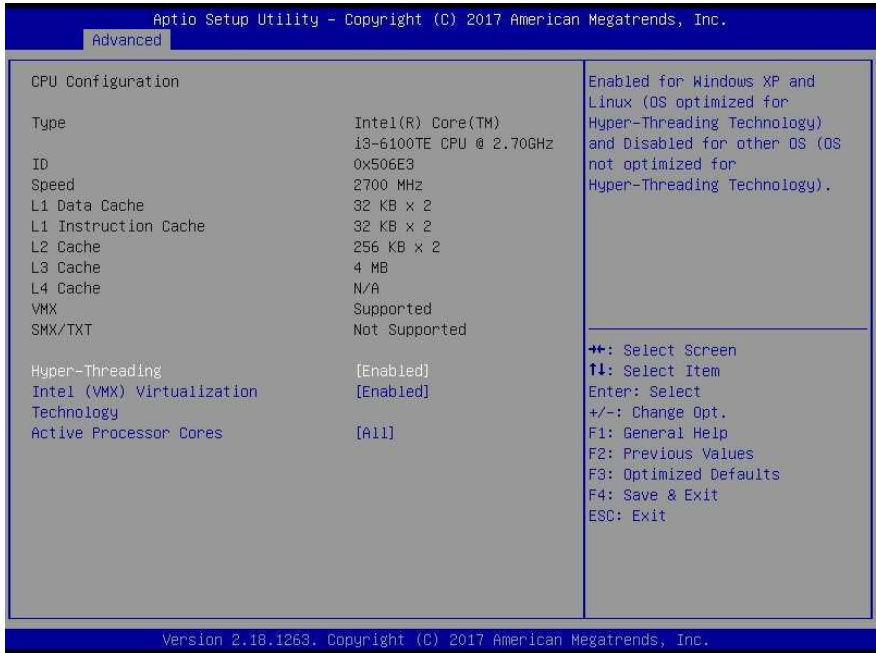 Aptio Setup Utility – Copyright (C) 2017 American Megatrends, Inc.
Advanced
CPU Configuration
Type Intel(R) Core(TM)
i3-6100TE CPU @ 2.70GHz
ID 0x506E3
Speed 2700 MHz
L1 Data Cache 32 KB x 2
L1 Instruction Cache 32 KB x 2
L2 Cache 256 KB x 2
L3 Cache 4 MB
L4 Cache N/A
VMX Supported
SMX/TXT Not Supported
Hyper-Threading [Enabled]
Intel (VMX) Virtualization [Enabled]
Technology
Active Processor Cores [All]
Enabled for Windows XP and
Linux (OS optimized for
Hyper-Threading Technology)
and Disabled for other OS (OS
not optimized for
Hyper-Threading Technology).
→←: Select Screen
↑↓: Select Item
Enter: Select
+/-: Change Opt.
F1: General Help
F2: Previous Values
F3: Optimized Defaults
F4: Save & Exit
ESC: Exit
Version 2.18.1263. Copyright (C) 2017 American Megatrends, Inc.